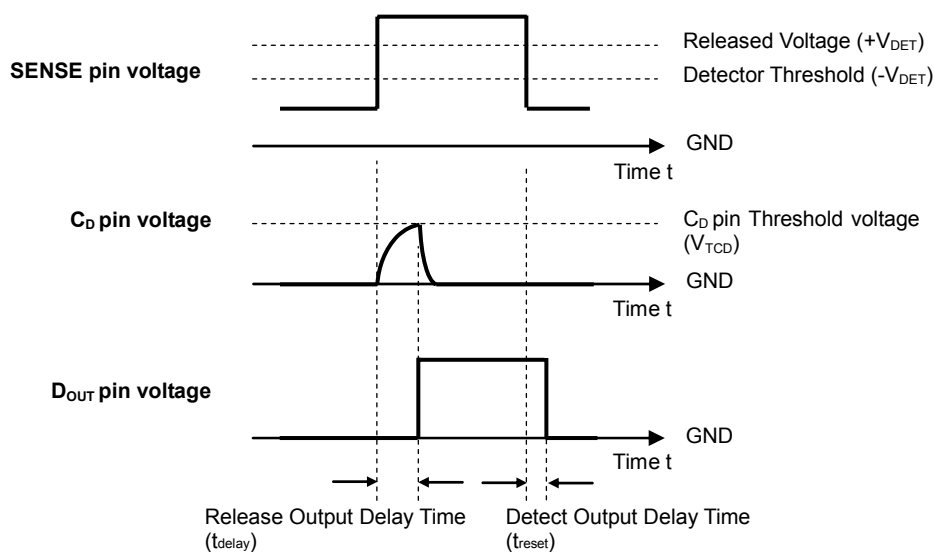 Released Voltage (+VDET)
SENSE pin voltage
Detector Threshold (-VDET)
GND
Time t
CD pin voltage
CD pin Threshold voltage
(VTCD)
GND
Time t
DOUT pin voltage
GND
Time t
Release Output Delay Time
(tdelay)
Detect Output Delay Time
(treset)